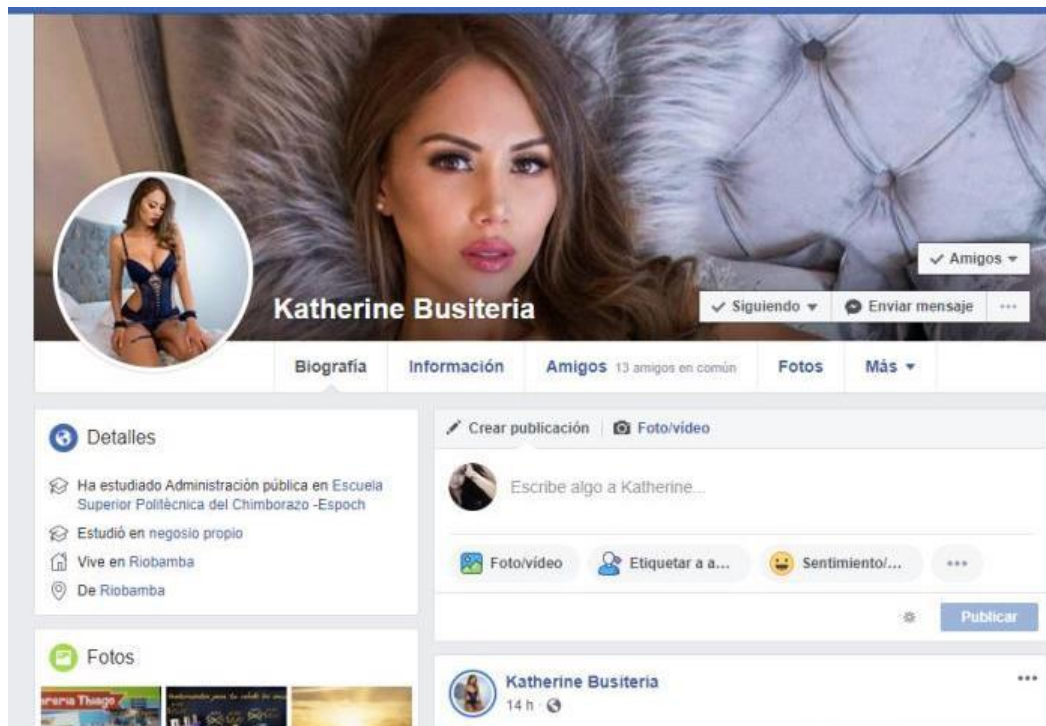 Amigos
Katherine Busiteria
Siguiendo
Enviar mensaje
Biografía
Información
Amigos 13 amigos en común
Fotos
Más
Detalles
Ha estudiado Administración pública en Escuela
Superior Politécnica del Chimborazo -Espoch
Estudió en negosio propio
Vive en Riobamba
De Riobamba
Fotos
Thiago
Crear publicación
Foto/vídeo
Escribe algo a Katherine...
Foto/vídeo
Etiquetar a a...
Sentimiento/...
Publicar
Katherine Busiteria
14 h